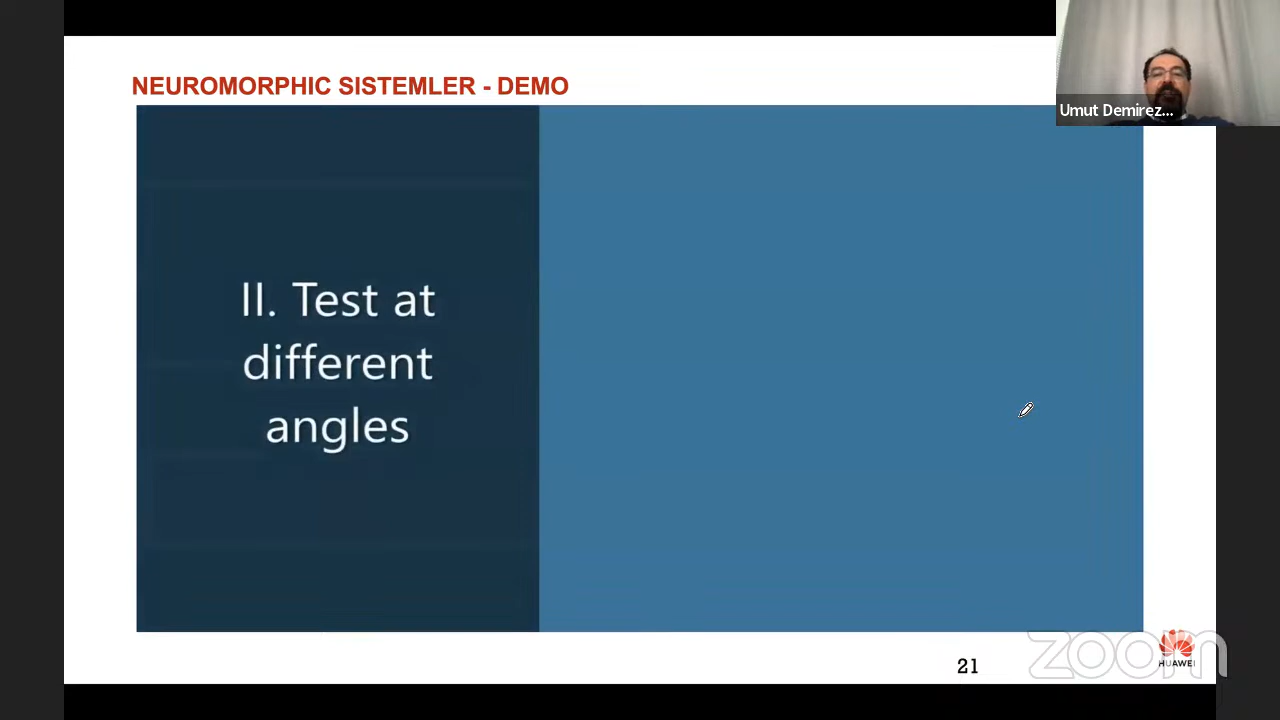 NEUROMORPHIC SISTEMLER - DEMO
Umut Demirez...
II. Test at
different
angles
21
zoom
HUAWEI